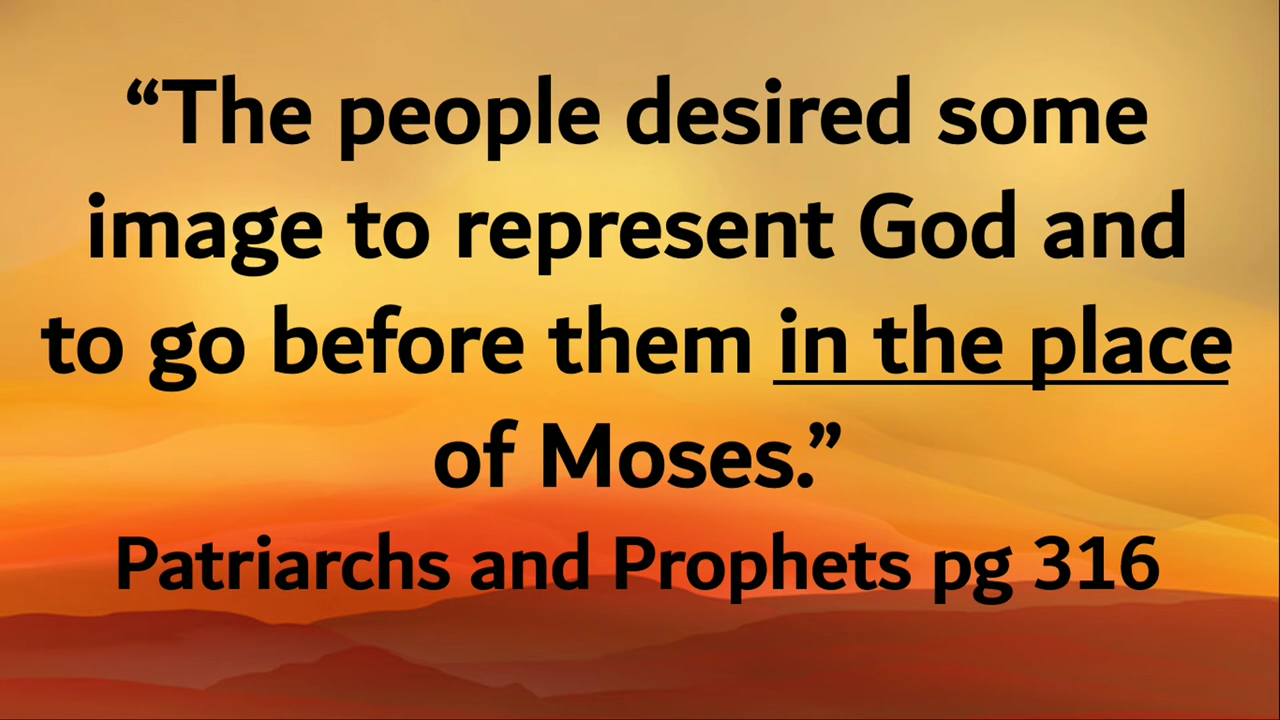 “The people desired some
image to represent God and
to go before them in the place
of Moses.”
Patriarchs and Prophets pg 316